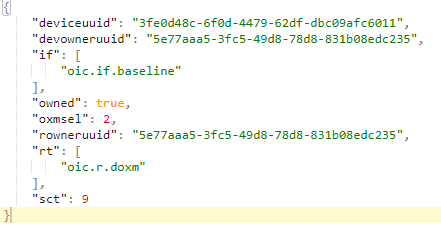 {
"deviceuuid": "3fe0d48c-6f0d-4479-62df-dbc09afc6011",
"devowneruuid": "5e77aaa5-3fc5-49d8-78d8-831b08edc235",
"if": [
"oic.if.baseline"
],
"owned": true,
"oxmsel": 2,
"rowneruuid": "5e77aaa5-3fc5-49d8-78d8-831b08edc235",
"rt": [
"oic.r.doxm"
],
"sct": 9
}